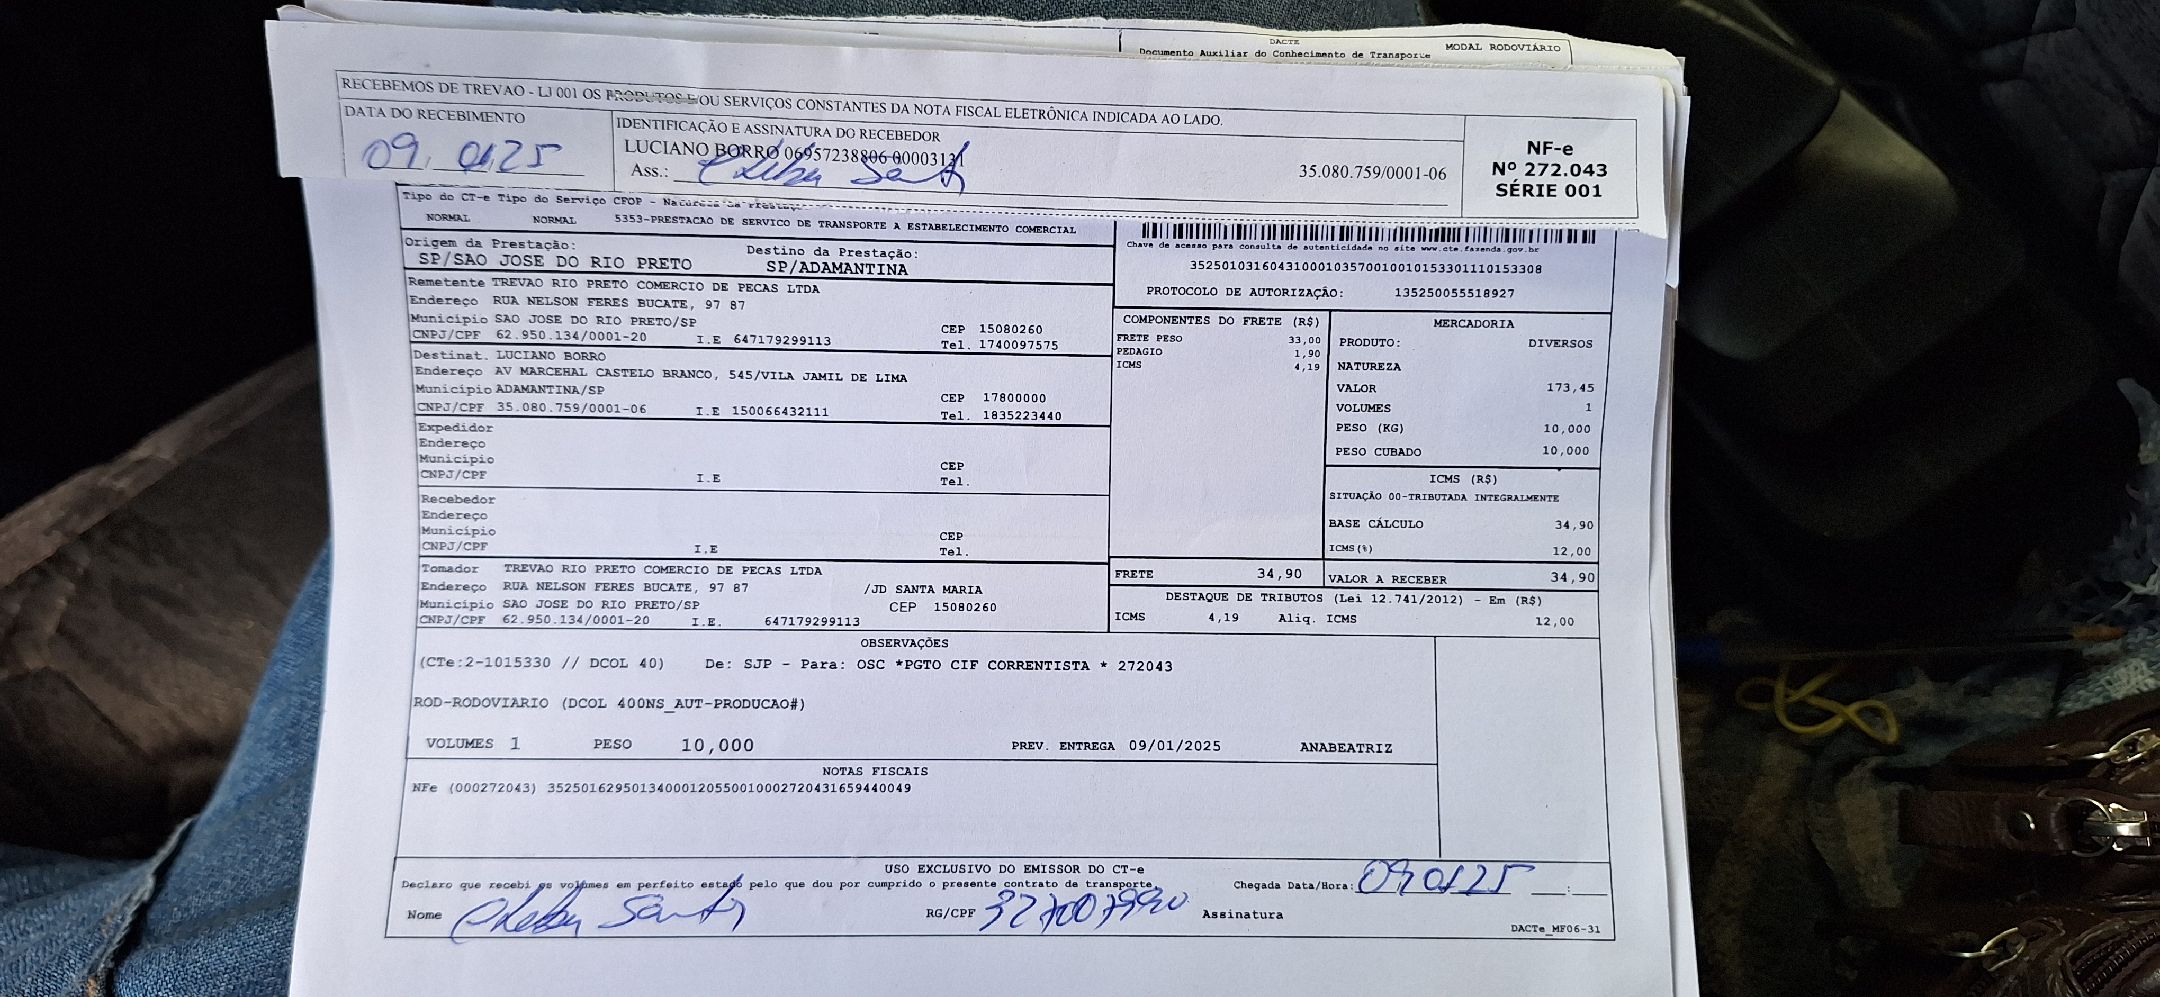 DACTE
Documento Auxiliar do Conhecimento de Transporte
MODAL RODOVIÁRIO
RECEBEMOS DE TREVAO - LJ 001 OS PRODUTOS E/OU SERVIÇOS CONSTANTES DA NOTA FISCAL ELETRÔNICA INDICADA AO LADO.
DATA DO RECEBIMENTO
09. 01 25
IDENTIFICAÇÃO E ASSINATURA DO RECEBEDOR
LUCIANO BORRO 06957238806 00003131
Ass.:
35.080.759/0001-06
NF-e
Nº 272.043
SÉRIE 001
Tipo do CT-e Tipo do Serviço CFOP - Natureza da Prestação
NORMAL NORMAL 5353-PRESTACAO DE SERVICO DE TRANSPORTE A ESTABELECIMENTO COMERCIAL
Origem da Prestação: Destino da Prestação:
SP/SAO JOSE DO RIO PRETO SP/ADAMANTINA
Chave de acesso para consulta de autenticidade no site www.cte.fazenda.gov.br
35250103160431000103570010010153301110153308
PROTOCOLO DE AUTORIZAÇÃO: 135250055518927
Remetente TREVAO RIO PRETO COMERCIO DE PECAS LTDA
Endereço RUA NELSON FERES BUCATE, 97 87
Município SAO JOSE DO RIO PRETO/SP CEP 15080260
CNPJ/CPF 62.950.134/0001-20 I.E 647179299113 Tel. 1740097575
Destinat. LUCIANO BORRO
Endereço AV MARCEHAL CASTELO BRANCO, 545/VILA JAMIL DE LIMA
Município ADAMANTINA/SP CEP 17800000
CNPJ/CPF 35.080.759/0001-06 I.E 150066432111 Tel. 1835223440
Expedidor
Endereço
Município CEP
CNPJ/CPF I.E Tel.
Recebedor
Endereço
Município CEP
CNPJ/CPF I.E Tel.
Tomador TREVAO RIO PRETO COMERCIO DE PECAS LTDA
Endereço RUA NELSON FERES BUCATE, 97 87 /JD SANTA MARIA
Município SAO JOSE DO RIO PRETO/SP CEP 15080260
CNPJ/CPF 62.950.134/0001-20 I.E. 647179299113
COMPONENTES DO FRETE (R$)
FRETE PESO 33,00
PEDAGIO 1,90
ICMS 4,19
MERCADORIA
PRODUTO: DIVERSOS
NATUREZA
VALOR 173,45
VOLUMES 1
PESO (KG) 10,000
PESO CUBADO 10,000
ICMS (R$)
SITUAÇÃO 00-TRIBUTADA INTEGRALMENTE
BASE CÁLCULO 34,90
ICMS(%) 12,00
FRETE 34,90 VALOR A RECEBER 34,90
DESTAQUE DE TRIBUTOS (Lei 12.741/2012) - Em (R$)
ICMS 4,19 Aliq. ICMS 12,00
OBSERVAÇÕES
(CTe:2-1015330 // DCOL 40) De: SJP - Para: OSC *PGTO CIF CORRENTISTA * 272043
ROD-RODOVIARIO (DCOL 400NS_AUT-PRODUCAO#)
VOLUMES 1 PESO 10,000 PREV. ENTREGA 09/01/2025 ANABEATRIZ
NOTAS FISCAIS
NFe (000272043) 35250162950134000120550010002720431659440049
USO EXCLUSIVO DO EMISSOR DO CT-e
Declaro que recebi os volumes em perfeito estado pelo que dou por cumprido o presente contrato de transporte.
Chegada Data/Hora: 09 01 25 __:__
Nome RG/CPF Assinatura
DACTe_MF06-31